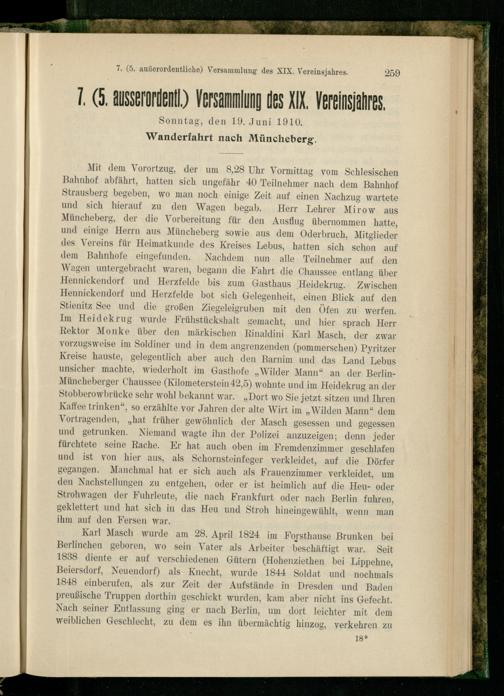 7. (5. außerordentliche) Versammlung des XIX. Vereinsjahres. 259
7. (5. ausserordentl.) Versammlung des XIX. Vereinsjahres.
Sonntag, den 19. Juni 1910.
Wanderfahrt nach Müncheberg.
Mit dem Vorortzug, der um 8,28 Uhr Vormittag vom Schlesischen
Bahnhof abfährt, hatten sich ungefähr 40 Teilnehmer nach dem Bahnhof
Strausberg begeben, wo man noch einige Zeit auf einen Nachzug wartete
und sich hierauf zu den Wagen begab. Herr Lehrer Mirow aus
Müncheberg, der die Vorbereitung für den Ausflug übernommen hatte,
und einige Herrn aus Müncheberg sowie aus dem Oderbruch, Mitglieder
des Vereins für Heimatkunde des Kreises Lebus, hatten sich schon auf
dem Bahnhofe eingefunden. Nachdem nun alle Teilnehmer auf den
Wagen untergebracht waren, begann die Fahrt die Chaussee entlang über
Hennickendorf und Herzfelde bis zum Gasthaus Heidekrug. Zwischen
Hennickendorf und Herzfelde bot sich Gelegenheit, einen Blick auf den
Stienitz See und die großen Ziegeleigruben mit den Öfen zu werfen.
Im Heidekrug wurde Frühstückshalt gemacht, und hier sprach Herr
Rektor Monke über den märkischen Rinaldini Karl Masch, der zwar
vorzugsweise im Soldiner und in dem angrenzenden (pommerschen) Pyritzer
Kreise hauste, gelegentlich aber auch den Barnim und das Land Lebus
unsicher machte, wiederholt im Gasthofe „Wilder Mann“ an der Berlin-
Müncheberger Chaussee (Kilometerstein 42,5) wohnte und im Heidekrug an der
Stobberowbrücke sehr wohl bekannt war. „Dort wo Sie jetzt sitzen und Ihren
Kaffee trinken“, so erzählte vor Jahren der alte Wirt im „Wilden Mann“ dem
Vortragenden, „hat früher gewöhnlich der Masch gesessen und gegessen
und getrunken. Niemand wagte ihn der Polizei anzuzeigen; denn jeder
fürchtete seine Rache. Er hat auch oben im Fremdenzimmer geschlafen
und ist von hier aus, als Schornsteinfeger verkleidet, auf die Dörfer
gegangen. Manchmal hat er sich auch als Frauenzimmer verkleidet, um
den Nachstellungen zu entgehen, oder er ist heimlich auf die Heu- oder
Strohwagen der Fuhrleute, die nach Frankfurt oder nach Berlin fuhren,
geklettert und hat sich in das Heu und Stroh hineingewühlt, wenn man
ihm auf den Fersen war.
Karl Masch wurde am 28. April 1824 im Forsthause Brunken bei
Berlinchen geboren, wo sein Vater als Arbeiter beschäftigt war. Seit
1838 diente er auf verschiedenen Gütern (Hohenziethen bei Lippehne,
Beiersdorf, Neuendorf) als Knecht, wurde 1844 Soldat und nochmals
1848 einberufen, als zur Zeit der Aufstände in Dresden und Baden
preußische Truppen dorthin geschickt wurden, kam aber nicht ins Gefecht.
Nach seiner Entlassung ging er nach Berlin, um dort leichter mit dem
weiblichen Geschlecht, zu dem es ihn übermächtig hinzog, verkehren zu
18*